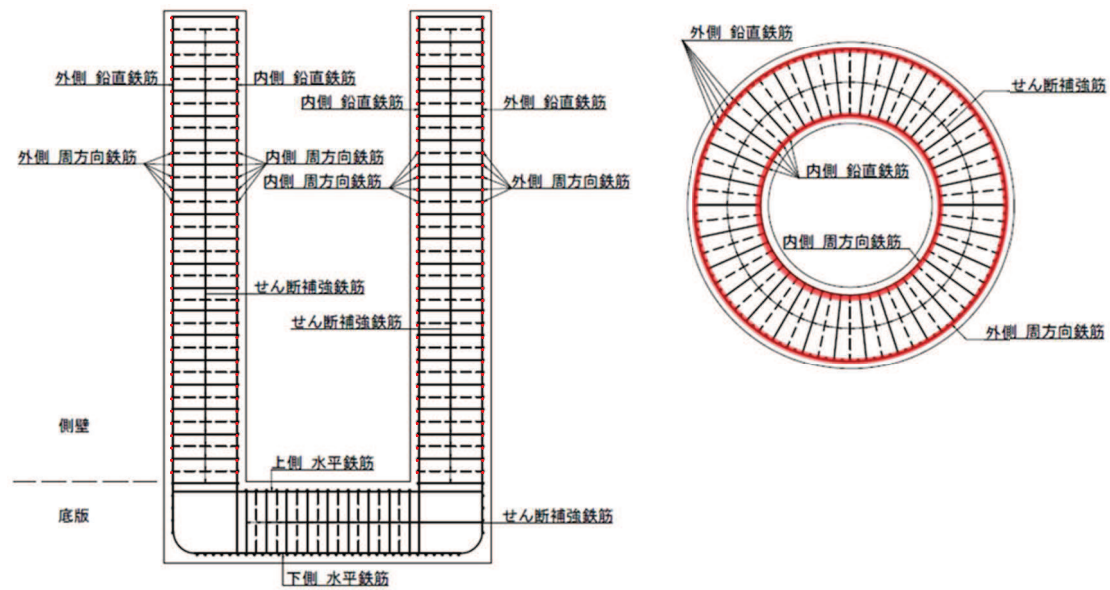 外側 鉛直鉄筋
内側 鉛直鉄筋
内側 鉛直鉄筋
外側 鉛直鉄筋
外側 周方向鉄筋
内側 周方向鉄筋
内側 周方向鉄筋
外側 周方向鉄筋
せん断補強鉄筋
せん断補強鉄筋
側壁
上側 水平鉄筋
底版
せん断補強鉄筋
下側 水平鉄筋
外側 鉛直鉄筋
せん断補強筋
内側 鉛直鉄筋
内側 周方向鉄筋
外側 周方向鉄筋